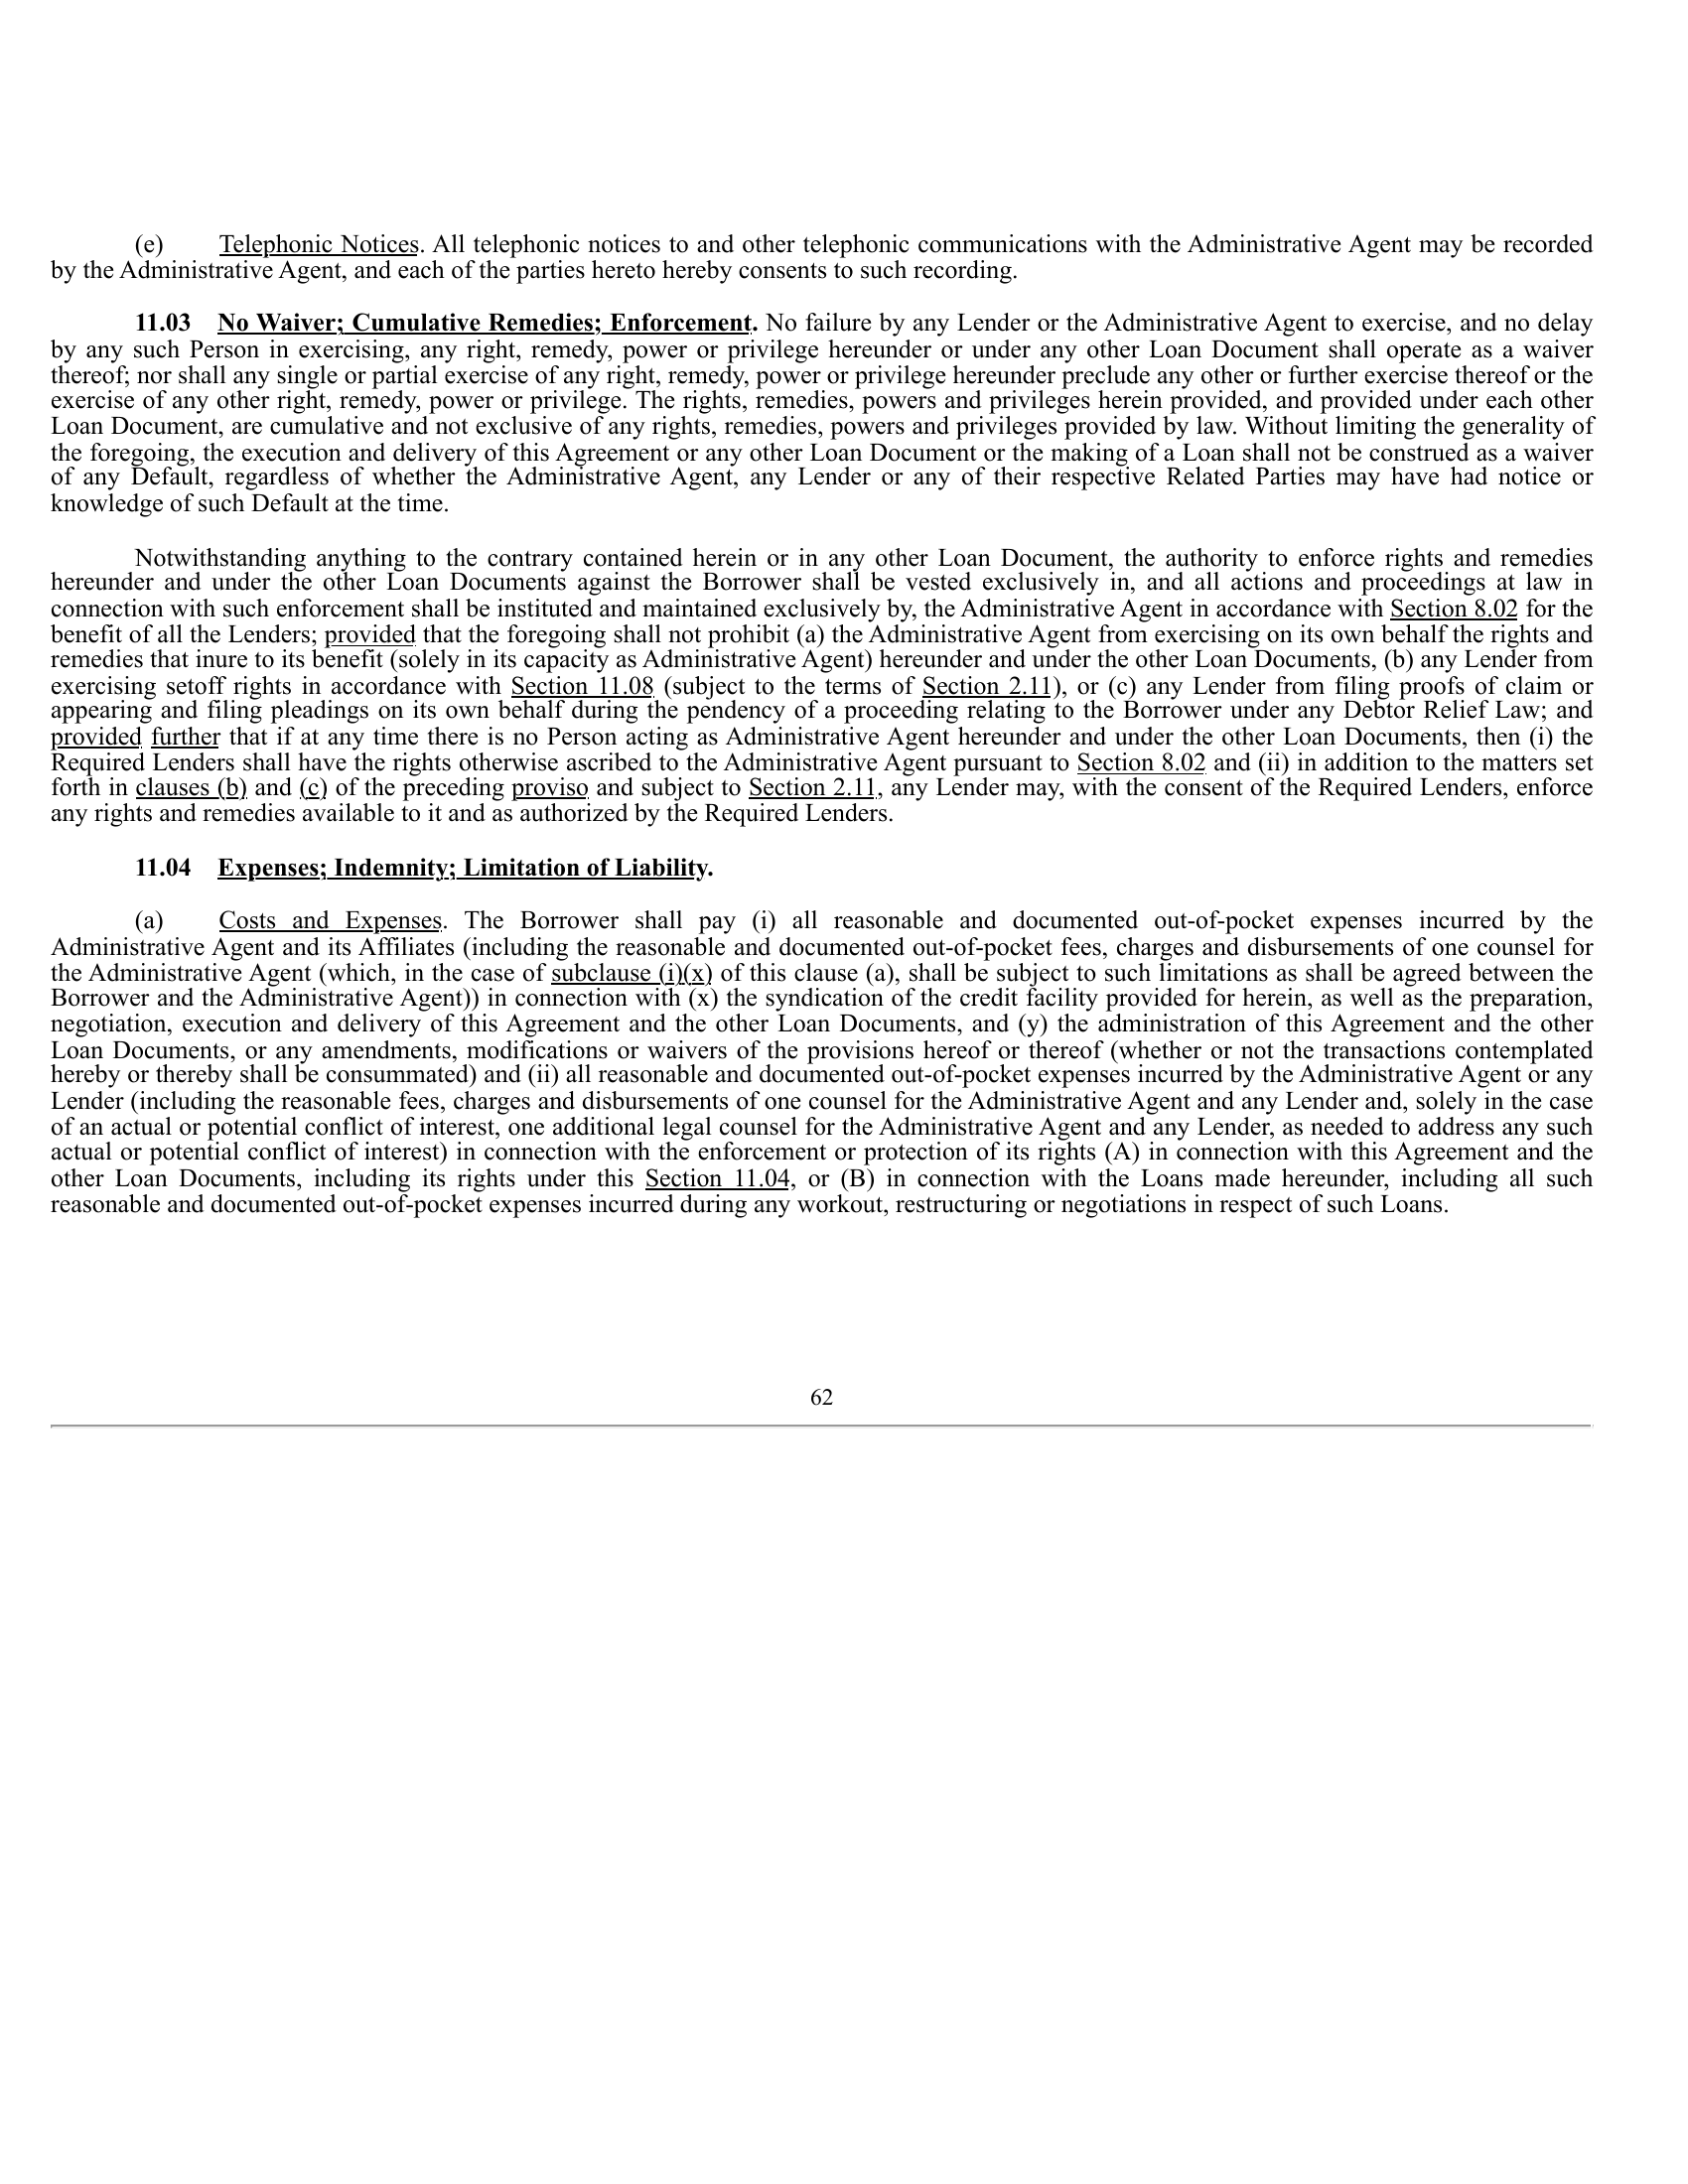 (e) Telephonic Notices. All telephonic notices to and other telephonic communications with the Administrative Agent may be recorded
by the Administrative Agent, and each of the parties hereto hereby consents to such recording.
11.03 No Waiver; Cumulative Remedies; Enforcement. No failure by any Lender or the Administrative Agent to exercise, and no delay
by any such Person in exercising, any right, remedy, power or privilege hereunder or under any other Loan Document shall operate as a waiver
thereof; nor shall any single or partial exercise of any right, remedy, power or privilege hereunder preclude any other or further exercise thereof or the
exercise of any other right, remedy, power or privilege. The rights, remedies, powers and privileges herein provided, and provided under each other
Loan Document, are cumulative and not exclusive of any rights, remedies, powers and privileges provided by law. Without limiting the generality of
the foregoing, the execution and delivery of this Agreement or any other Loan Document or the making of a Loan shall not be construed as a waiver
of any Default, regardless of whether the Administrative Agent, any Lender or any of their respective Related Parties may have had notice or
knowledge of such Default at the time.
Notwithstanding anything to the contrary contained herein or in any other Loan Document, the authority to enforce rights and remedies
hereunder and under the other Loan Documents against the Borrower shall be vested exclusively in, and all actions and proceedings at law in
connection with such enforcement shall be instituted and maintained exclusively by, the Administrative Agent in accordance with Section 8.02 for the
benefit of all the Lenders; provided that the foregoing shall not prohibit (a) the Administrative Agent from exercising on its own behalf the rights and
remedies that inure to its benefit (solely in its capacity as Administrative Agent) hereunder and under the other Loan Documents, (b) any Lender from
exercising setoff rights in accordance with Section 11.08 (subject to the terms of Section 2.11), or (c) any Lender from filing proofs of claim or
appearing and filing pleadings on its own behalf during the pendency of a proceeding relating to the Borrower under any Debtor Relief Law; and
provided further that if at any time there is no Person acting as Administrative Agent hereunder and under the other Loan Documents, then (i) the
Required Lenders shall have the rights otherwise ascribed to the Administrative Agent pursuant to Section 8.02 and (ii) in addition to the matters set
forth in clauses (b) and (c) of the preceding proviso and subject to Section 2.11, any Lender may, with the consent of the Required Lenders, enforce
any rights and remedies available to it and as authorized by the Required Lenders.
11.04 Expenses; Indemnity; Limitation of Liability.
(a) Costs and Expenses. The Borrower shall pay (i) all reasonable and documented out-of-pocket expenses incurred by the
Administrative Agent and its Affiliates (including the reasonable and documented out-of-pocket fees, charges and disbursements of one counsel for
the Administrative Agent (which, in the case of subclause (i)(x) of this clause (a), shall be subject to such limitations as shall be agreed between the
Borrower and the Administrative Agent)) in connection with (x) the syndication of the credit facility provided for herein, as well as the preparation,
negotiation, execution and delivery of this Agreement and the other Loan Documents, and (y) the administration of this Agreement and the other
Loan Documents, or any amendments, modifications or waivers of the provisions hereof or thereof (whether or not the transactions contemplated
hereby or thereby shall be consummated) and (ii) all reasonable and documented out-of-pocket expenses incurred by the Administrative Agent or any
Lender (including the reasonable fees, charges and disbursements of one counsel for the Administrative Agent and any Lender and, solely in the case
of an actual or potential conflict of interest, one additional legal counsel for the Administrative Agent and any Lender, as needed to address any such
actual or potential conflict of interest) in connection with the enforcement or protection of its rights (A) in connection with this Agreement and the
other Loan Documents, including its rights under this Section 11.04, or (B) in connection with the Loans made hereunder, including all such
reasonable and documented out-of-pocket expenses incurred during any workout, restructuring or negotiations in respect of such Loans.
62